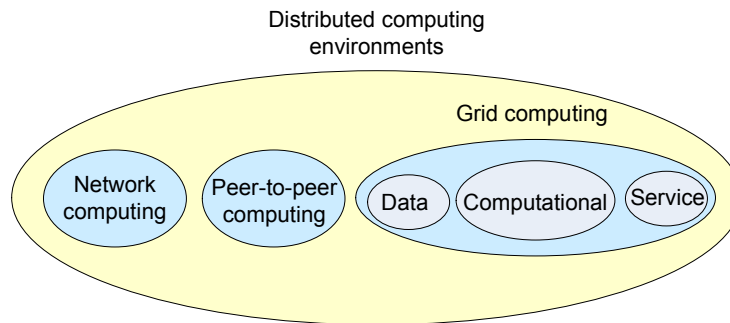 Distributed computing
environments
Grid computing
Network
computing
Peer-to-peer
computing
Data
Computational
Service